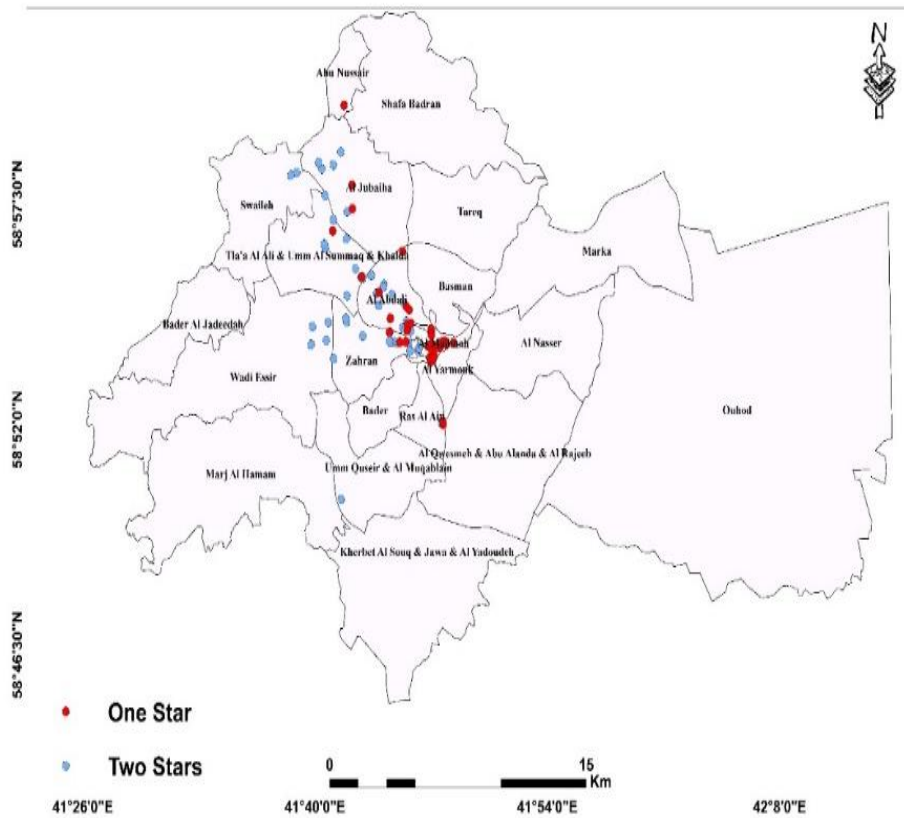 N
Abu Nussair
Shafa Badran
58°57'30"N
Al Jubaiha
Swaileh
Tareq
Marka
Tla'a Al Ali & Umm Al Summaq & Khalda
Basman
Al Abdali
Bader Al Jadeedah
Al Nasser
Al Madinah
Zahran
Al Yarmouk
Wadi Essir
58°52'0"N
Bader
Ras Al Ain
Ouhod
Al Qwesmeh & Abu Alanda & Al Rajeeb
Marj Al Hamam
Umm Quseir & Al Muqablain
Kherbet Al Souq & Jawa & Al Yadoudeh
58°46'30"N
One Star
Two Stars
0
15
Km
41°26'0"E
41°40'0"E
41°54'0"E
42°8'0"E